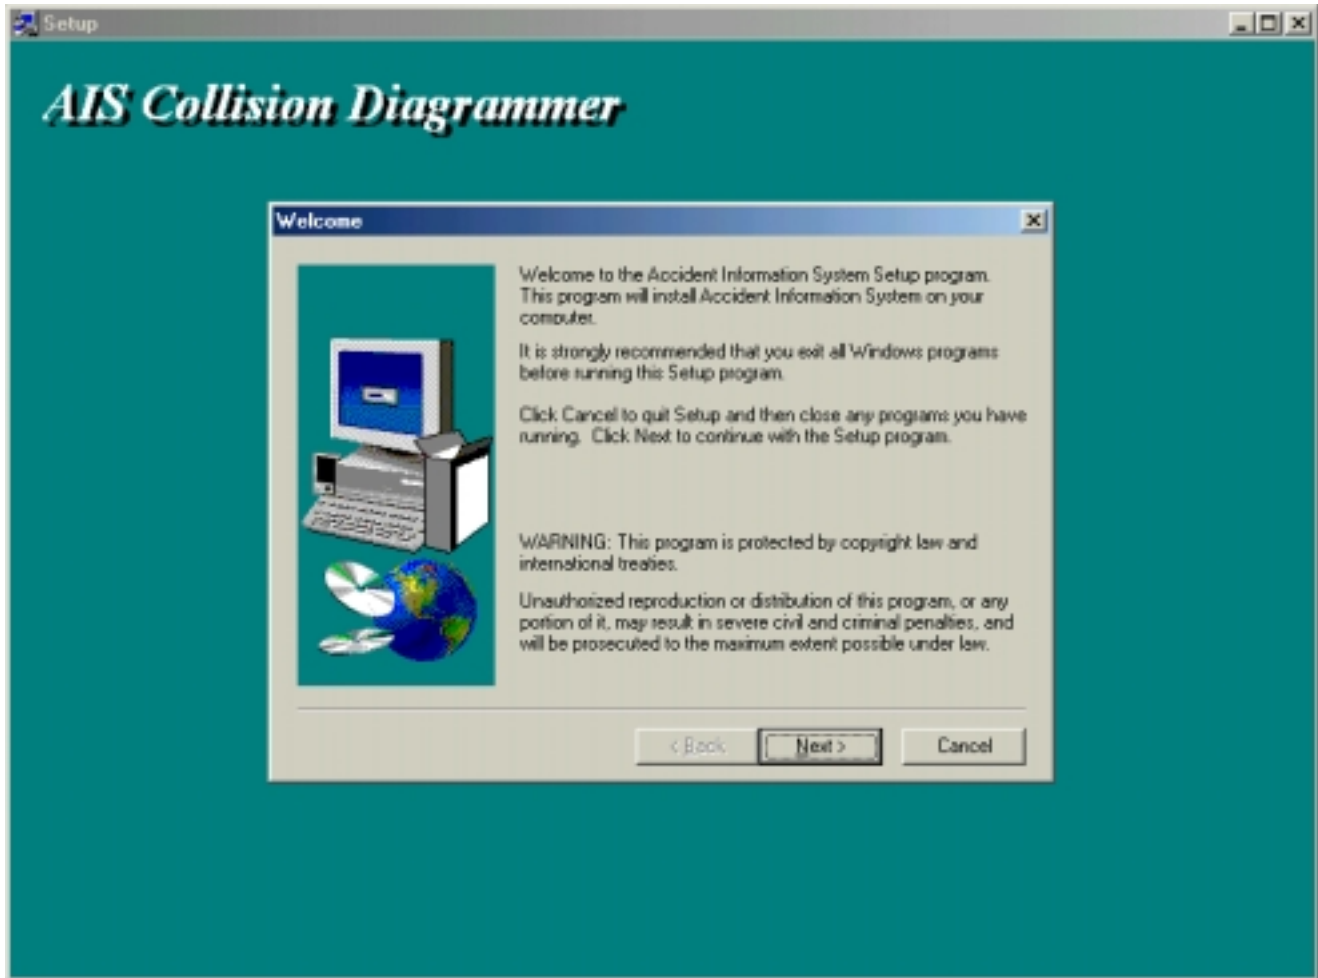 Setup
AIS Collision Diagrammer
Welcome
Welcome to the Accident Information System Setup program.
This program will install Accident Information System on your
computer.
It is strongly recommended that you exit all Windows programs
before running this Setup program.
Click Cancel to quit Setup and then close any programs you have
running. Click Next to continue with the Setup program.
WARNING: This program is protected by copyright law and
international treaties.
Unauthorized reproduction or distribution of this program, or any
portion of it, may result in severe civil and criminal penalties, and
will be prosecuted to the maximum extent possible under law.
< Back
Next >
Cancel